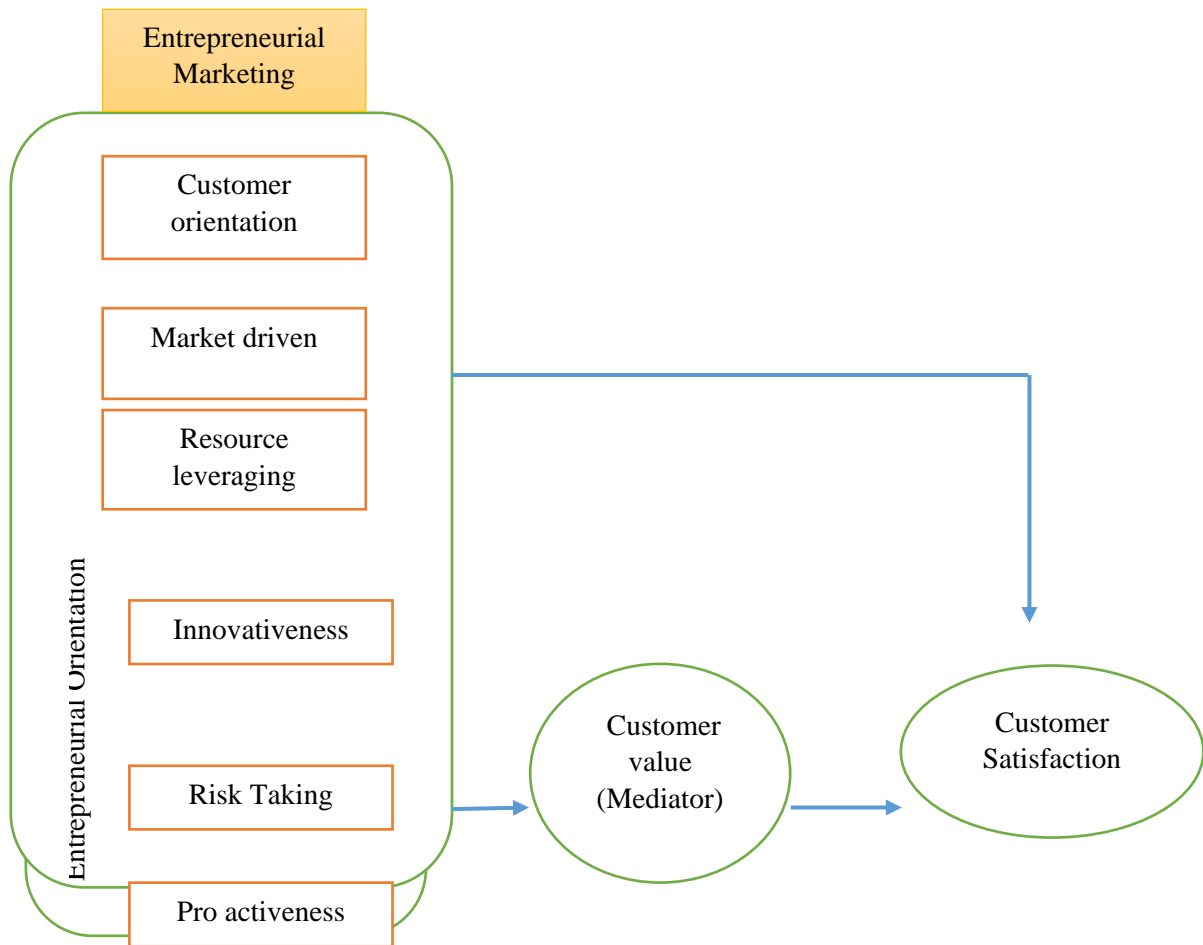 Entrepreneurial
Marketing
Customer
orientation
Market driven
Resource
leveraging
Entrepreneurial Orientation
Innovativeness
Risk Taking
Pro activeness
Customer
value
(Mediator)
Customer
Satisfaction